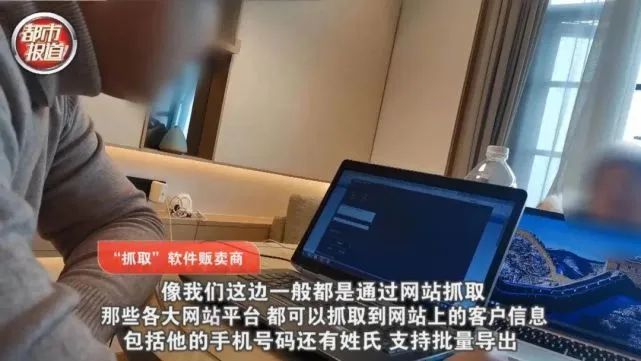 都市
报道
“抓取”软件贩卖商
像我们这边一般都是通过网站抓取
那些各大网站平台 都可以抓取到网站上的客户信息
包括他的手机号码还有姓氏 支持批量导出